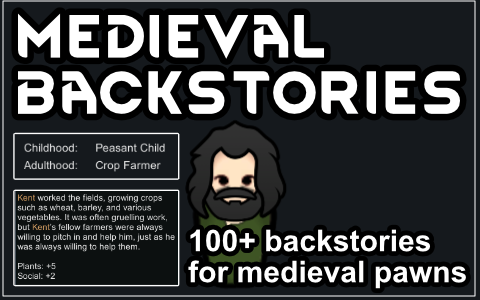 MEDIEVAL
BACKSTORIES
Childhood: Peasant Child
Adulthood: Crop Farmer
Kent worked the fields, growing crops
such as wheat, barley, and various
vegetables. It was often gruelling work,
but Kent's fellow farmers were always
willing to pitch in and help him, just as he
was always willing to help them.
Plants: +5
Social: +2
100+ backstories
for medieval pawns